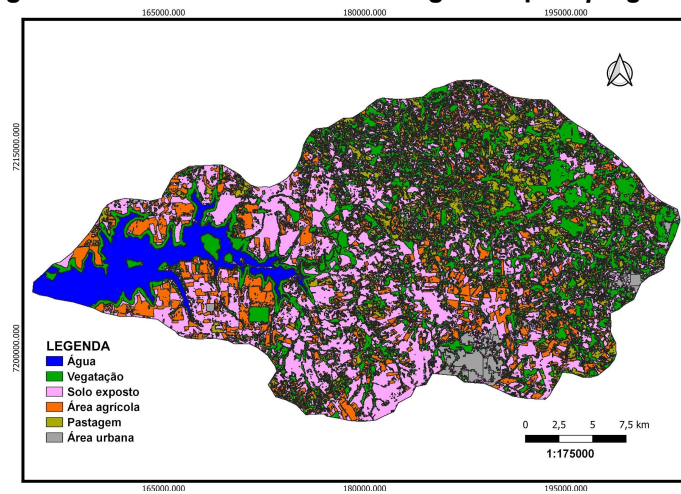 165000.000 180000.000 195000.000
7215000.000
7200000.000
LEGENDA
Água
Vegatação
Solo exposto
Área agrícola
Pastagem
Área urbana
0 2,5 5 7,5 km
1:175000
165000.000 180000.000 195000.000